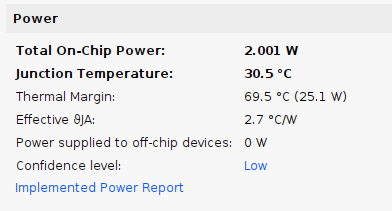 Power
Total On-Chip Power: 2.001 W
Junction Temperature: 30.5 °C
Thermal Margin: 69.5 °C (25.1 W)
Effective ϑJA: 2.7 °C/W
Power supplied to off-chip devices: 0 W
Confidence level: Low
Implemented Power Report